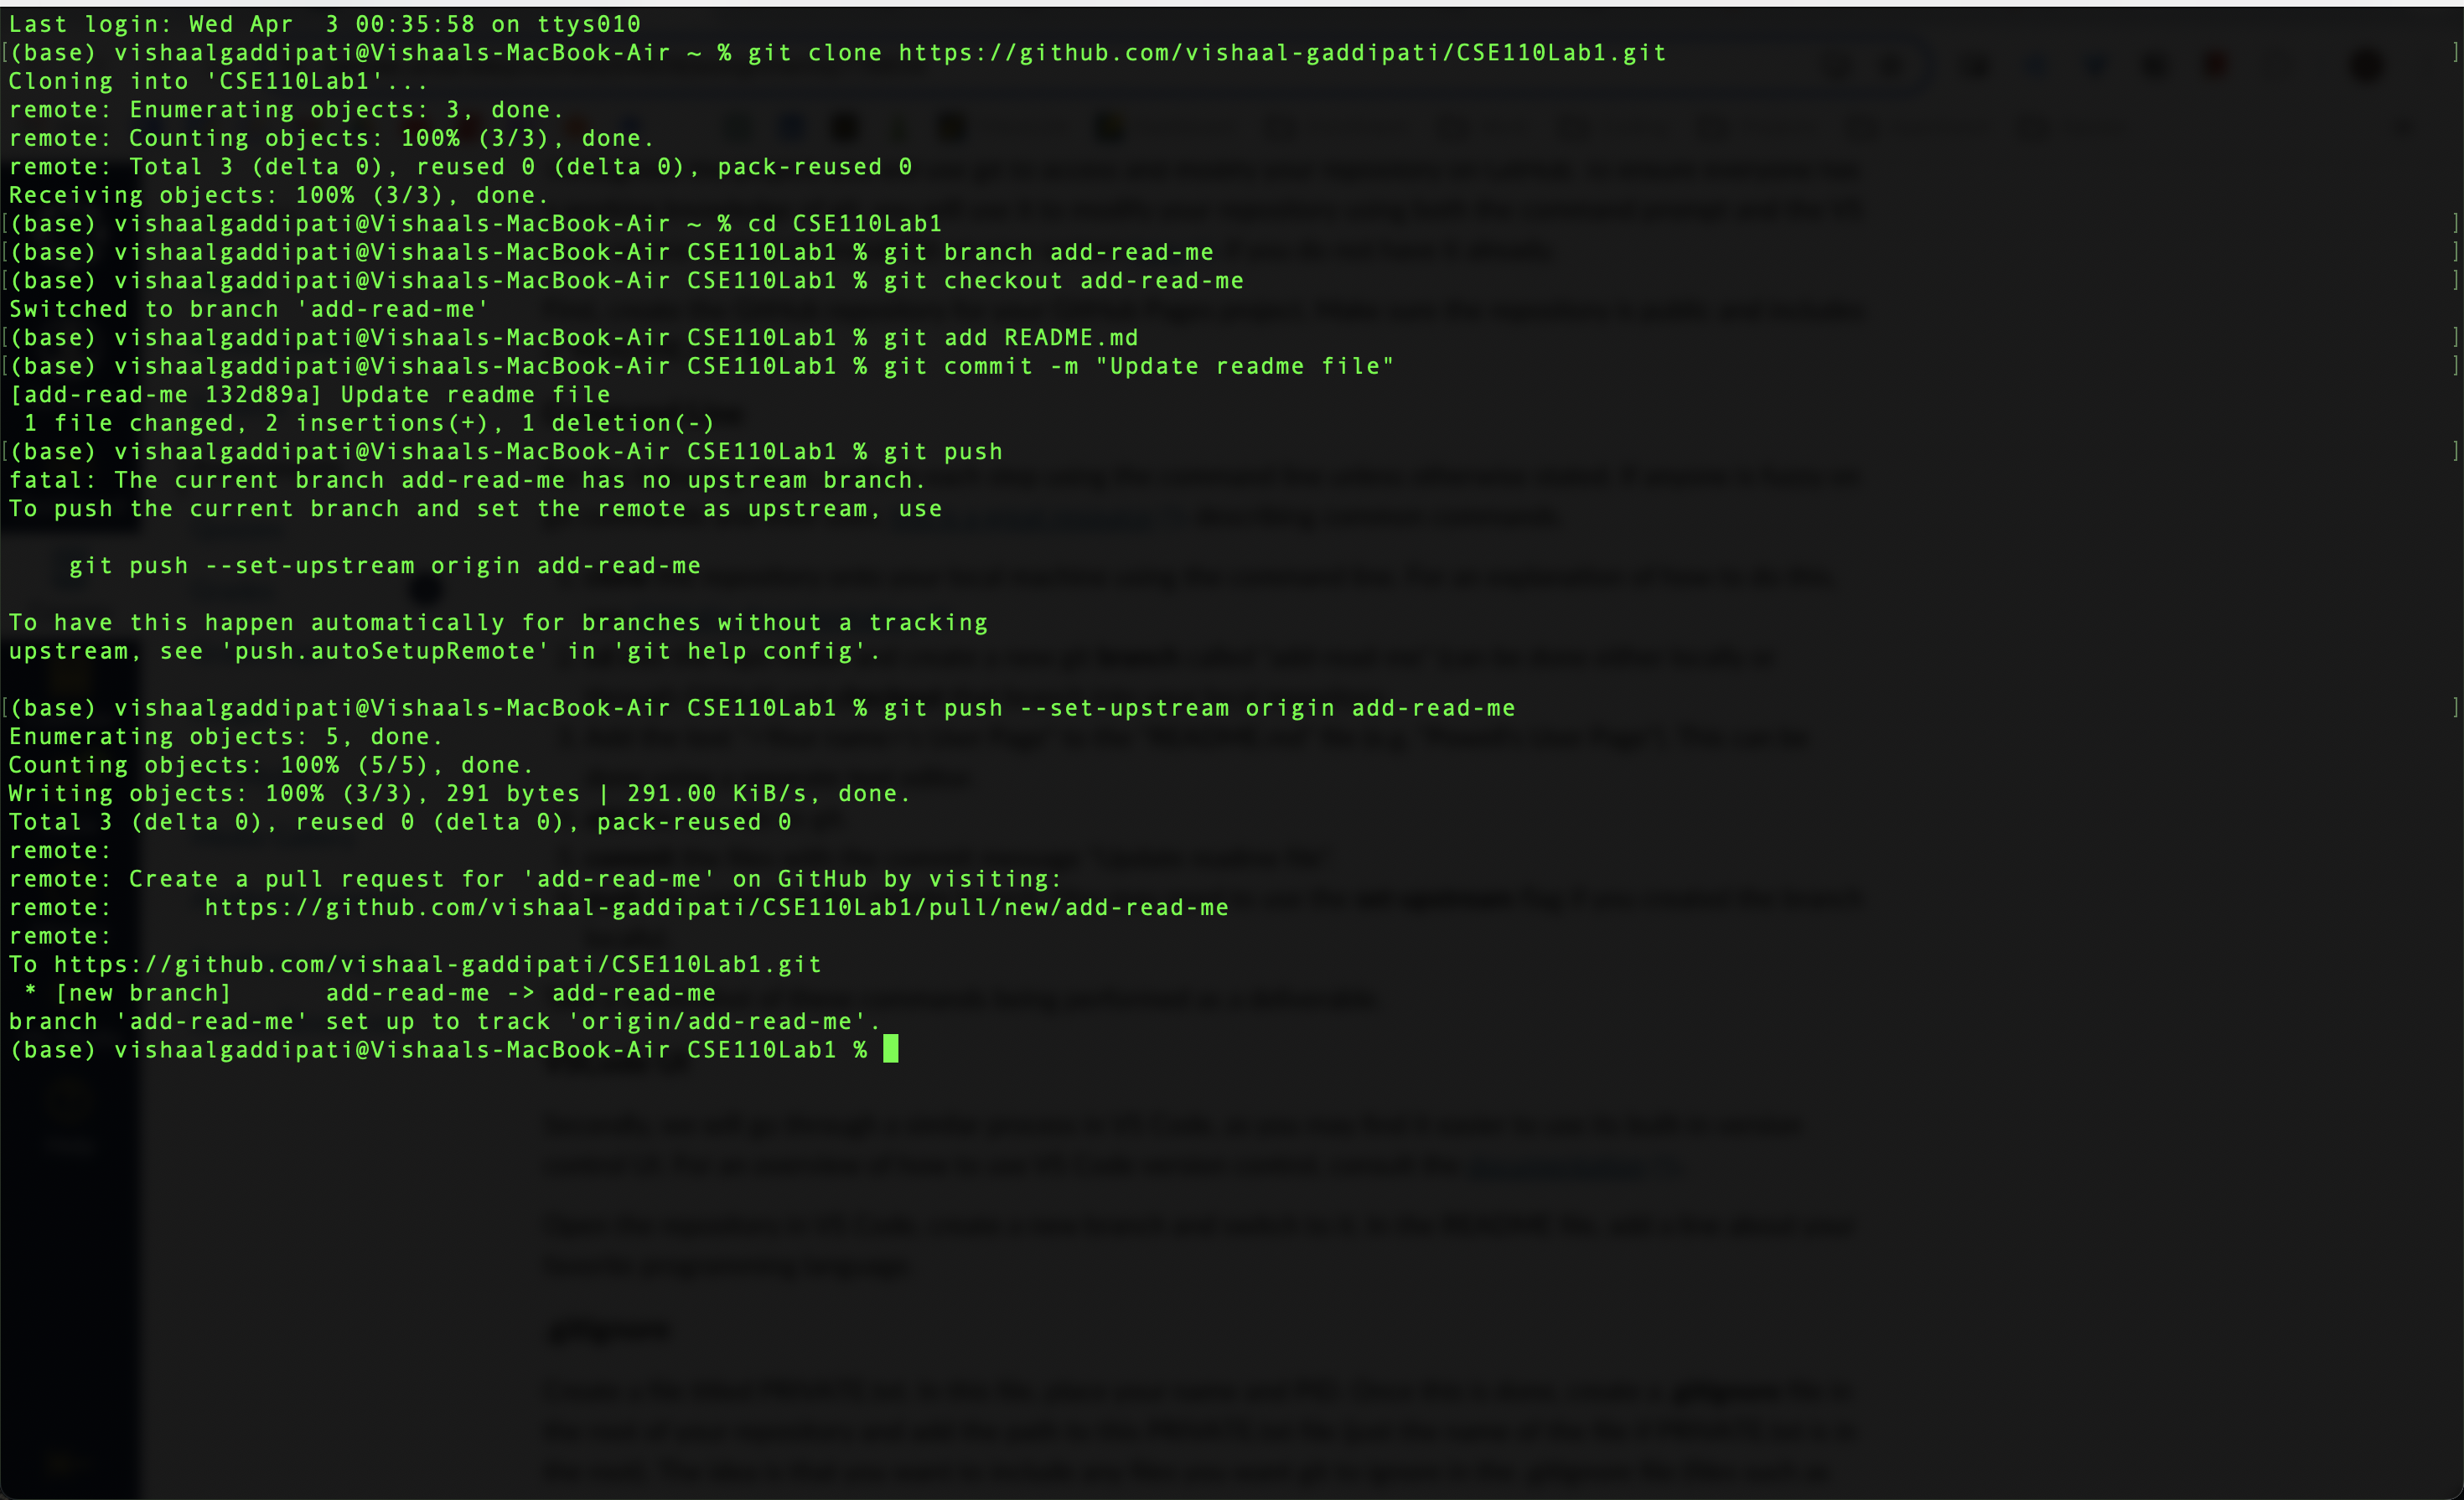 Last login: Wed Apr  3 00:35:58 on ttys010
[(base) vishaalgaddipati@Vishaals-MacBook-Air ~ % git clone https://github.com/vishaal-gaddipati/CSE110Lab1.git ]
Cloning into 'CSE110Lab1'...
remote: Enumerating objects: 3, done.
remote: Counting objects: 100% (3/3), done.
remote: Total 3 (delta 0), reused 0 (delta 0), pack-reused 0
Receiving objects: 100% (3/3), done.
[(base) vishaalgaddipati@Vishaals-MacBook-Air ~ % cd CSE110Lab1 ]
[(base) vishaalgaddipati@Vishaals-MacBook-Air CSE110Lab1 % git branch add-read-me ]
[(base) vishaalgaddipati@Vishaals-MacBook-Air CSE110Lab1 % git checkout add-read-me ]
Switched to branch 'add-read-me'
[(base) vishaalgaddipati@Vishaals-MacBook-Air CSE110Lab1 % git add README.md ]
[(base) vishaalgaddipati@Vishaals-MacBook-Air CSE110Lab1 % git commit -m "Update readme file" ]
[add-read-me 132d89a] Update readme file
 1 file changed, 2 insertions(+), 1 deletion(-)
[(base) vishaalgaddipati@Vishaals-MacBook-Air CSE110Lab1 % git push ]
fatal: The current branch add-read-me has no upstream branch.
To push the current branch and set the remote as upstream, use
    git push --set-upstream origin add-read-me
To have this happen automatically for branches without a tracking
upstream, see 'push.autoSetupRemote' in 'git help config'.
[(base) vishaalgaddipati@Vishaals-MacBook-Air CSE110Lab1 % git push --set-upstream origin add-read-me ]
Enumerating objects: 5, done.
Counting objects: 100% (5/5), done.
Writing objects: 100% (3/3), 291 bytes | 291.00 KiB/s, done.
Total 3 (delta 0), reused 0 (delta 0), pack-reused 0
remote:
remote: Create a pull request for 'add-read-me' on GitHub by visiting:
remote:      https://github.com/vishaal-gaddipati/CSE110Lab1/pull/new/add-read-me
remote:
To https://github.com/vishaal-gaddipati/CSE110Lab1.git
 * [new branch]      add-read-me -> add-read-me
branch 'add-read-me' set up to track 'origin/add-read-me'.
(base) vishaalgaddipati@Vishaals-MacBook-Air CSE110Lab1 %